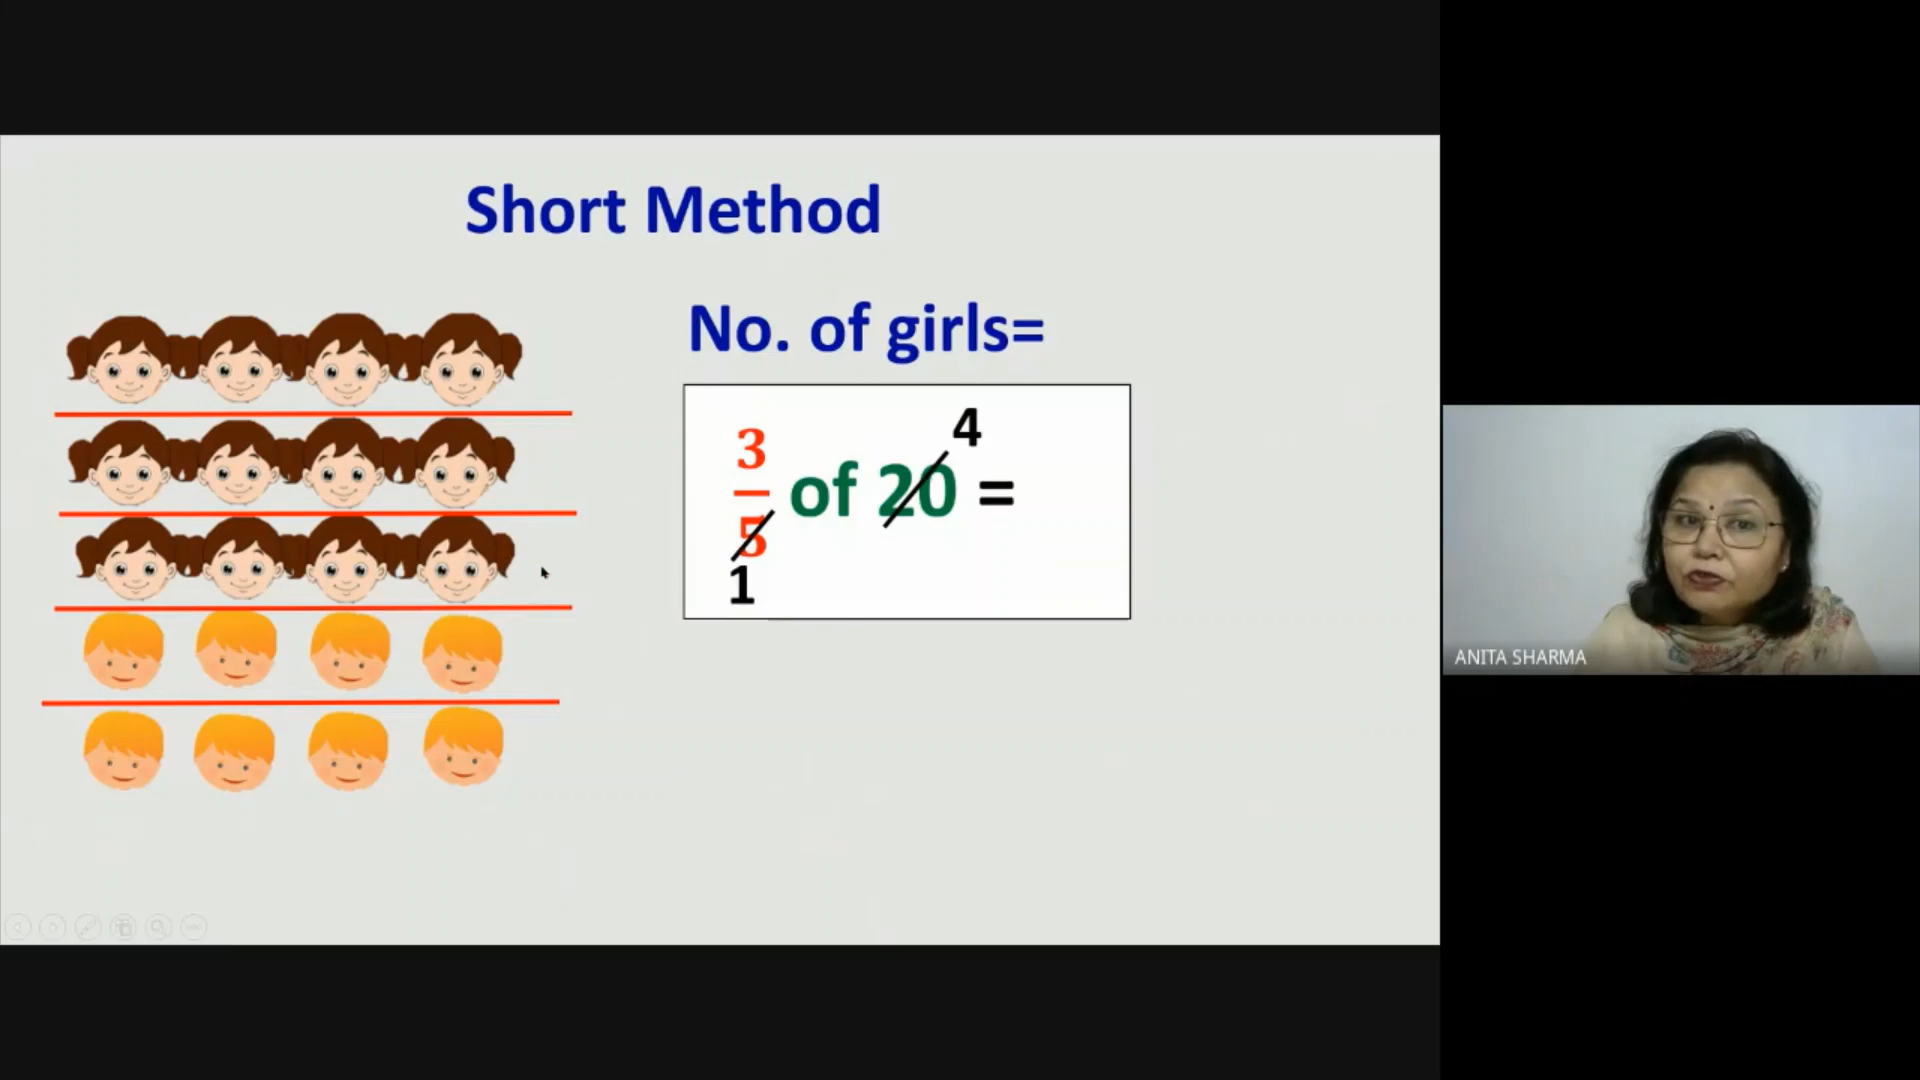 Short Method
No. of girls=
4
3
of 20 =
5
1
ANITA SHARMA